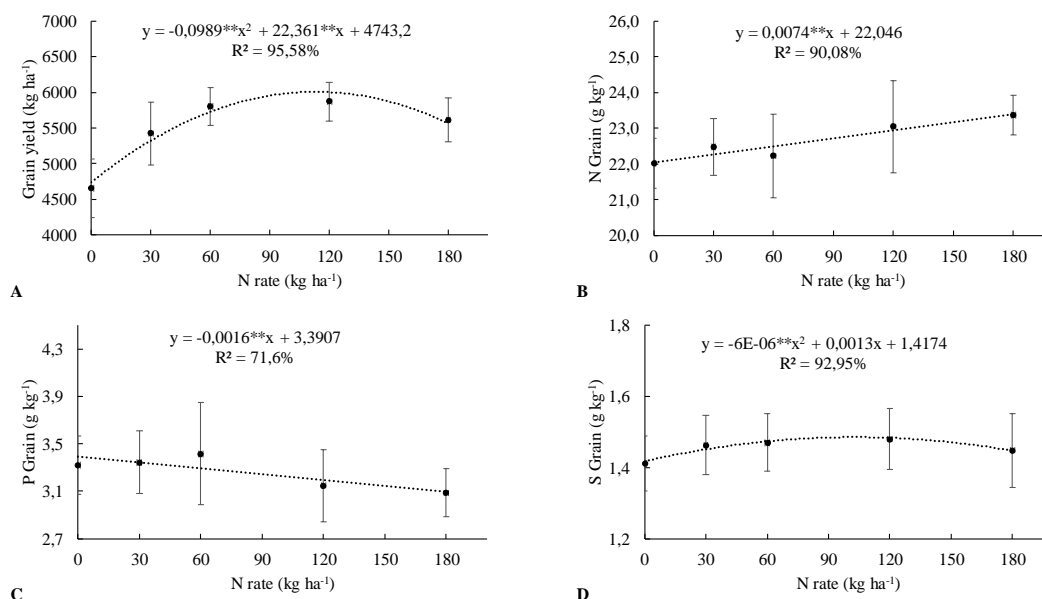 y = -0,0989**x² + 22,361**x + 4743,2
R² = 95,58%
7000
6500
6000
5500
5000
4500
4000
Grain yield (kg ha⁻¹)
0 30 60 90 120 150 180
N rate (kg ha⁻¹)
A
y = 0,0074**x + 22,046
R² = 90,08%
26,0
25,0
24,0
23,0
22,0
21,0
20,0
N Grain (g kg⁻¹)
0 30 60 90 120 150 180
N rate (kg ha⁻¹)
B
y = -0,0016**x + 3,3907
R² = 71,6%
4,3
3,9
3,5
3,1
2,7
P Grain (g kg⁻¹)
0 30 60 90 120 150 180
N rate (kg ha⁻¹)
C
y = -6E-06**x² + 0,0013x + 1,4174
R² = 92,95%
1,8
1,6
1,4
1,2
S Grain (g kg⁻¹)
0 30 60 90 120 150 180
N rate (kg ha⁻¹)
D